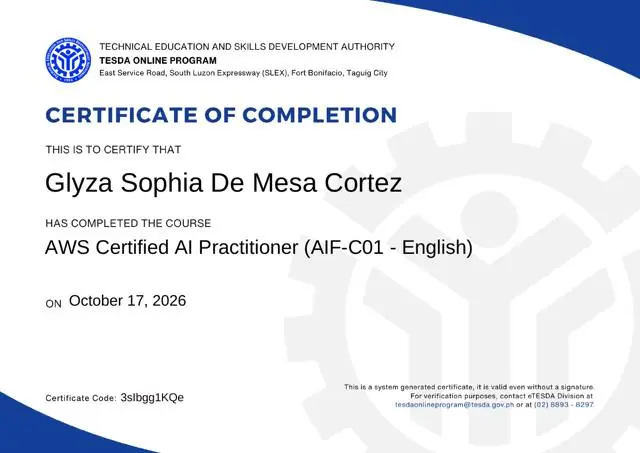 TECHNICAL EDUCATION AND SKILLS DEVELOPMENT AUTHORITY
TESDA ONLINE PROGRAM
East Service Road, South Luzon Expressway (SLEX), Fort Bonifacio, Taguig City
CERTIFICATE OF COMPLETION
THIS IS TO CERTIFY THAT
Glyza Sophia De Mesa Cortez
HAS COMPLETED THE COURSE
AWS Certified AI Practitioner (AIF-C01 - English)
ON October 17, 2026
Certificate Code: 3sIbgg1KQe
This is a system generated certificate, it is valid even without a signature.
For verification purposes, contact eTESDA Division at
tesdaonlineprogram@tesda.gov.ph or at (02) 8893 - 8297.